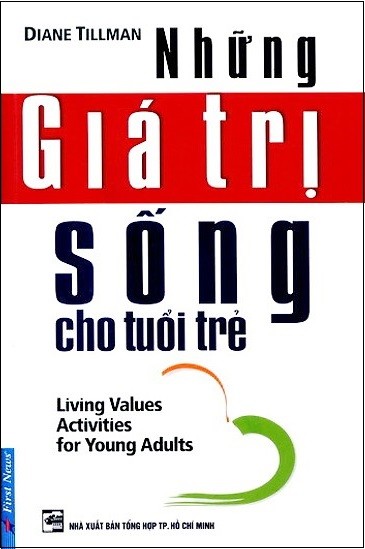 DIANE TILLMAN
Những
Giá trị
sống
cho tuổi trẻ
Living Values
Activities
for Young Adults
First News
NHÀ XUẤT BẢN TỔNG HỢP TP. HỒ CHÍ MINH